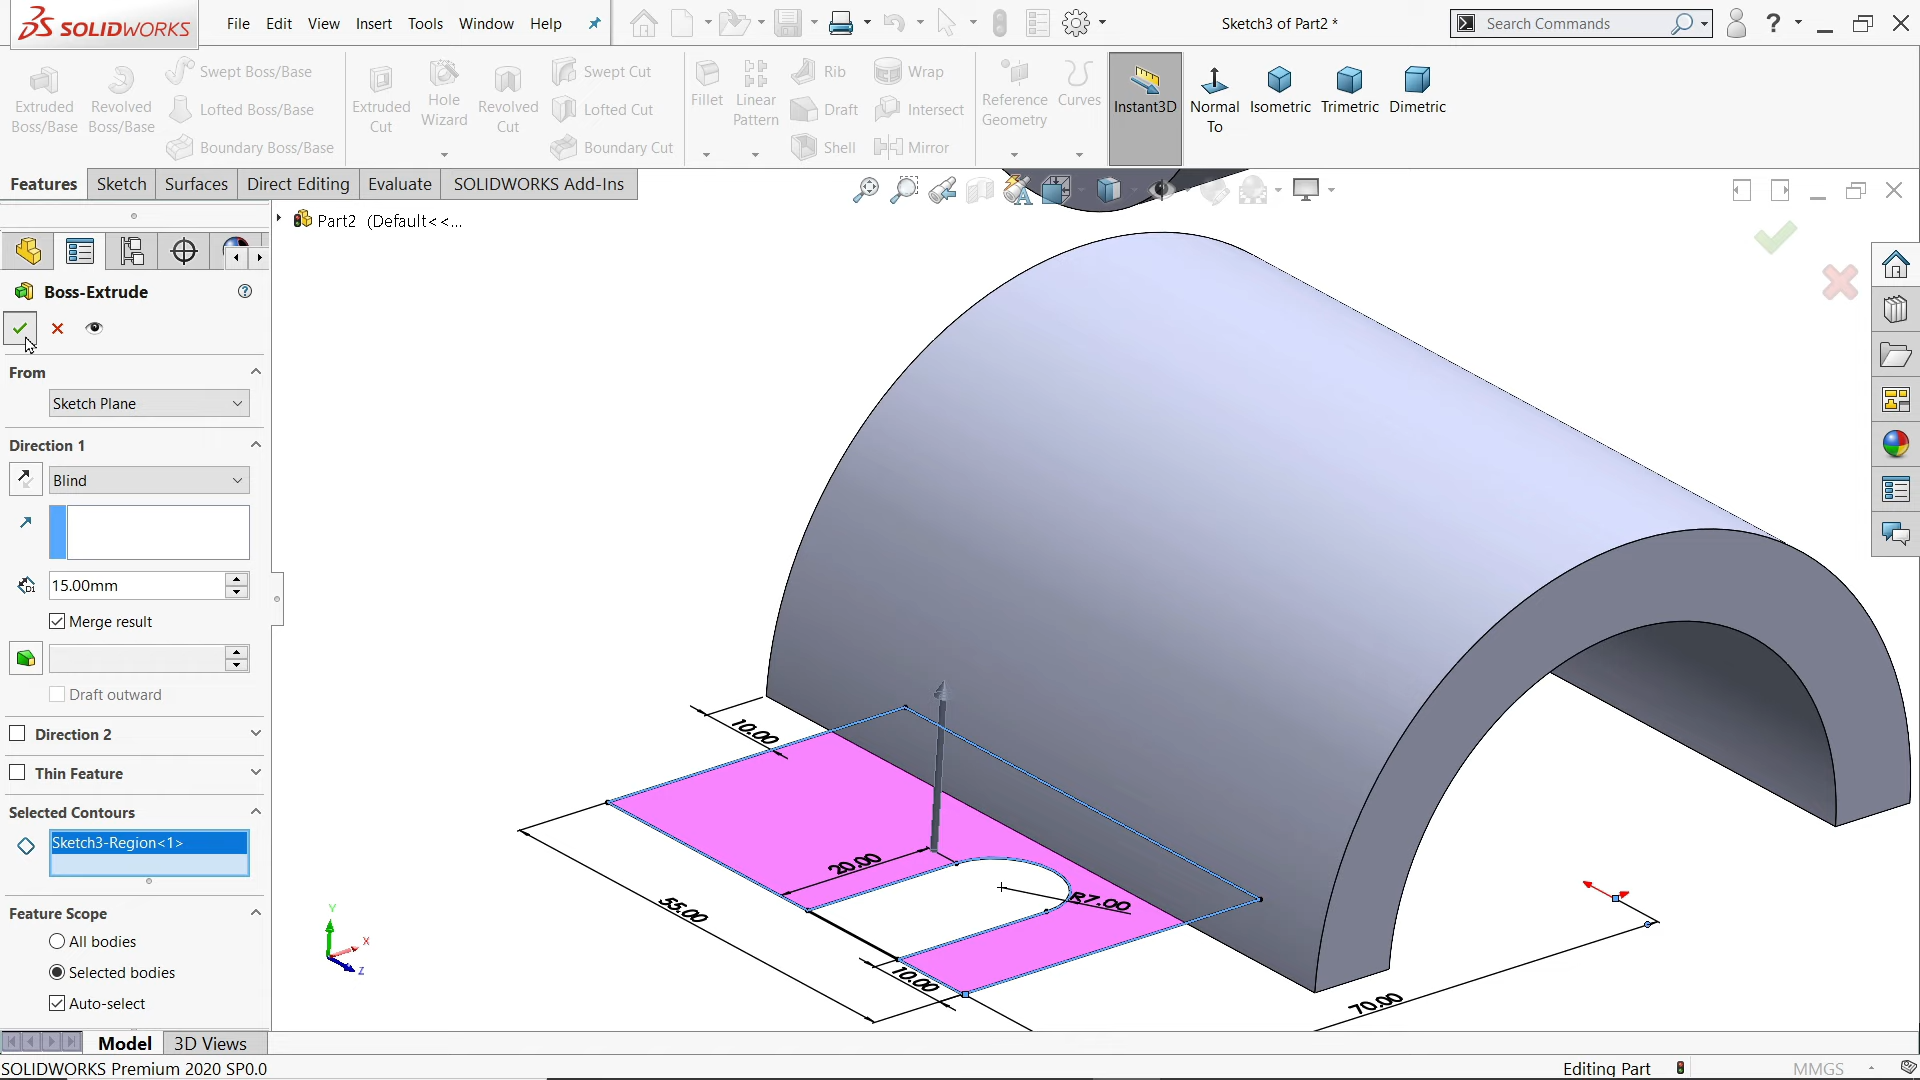 SOLIDWORKS
File Edit View Insert Tools Window Help
Sketch3 of Part2 *
Search Commands
Extruded Boss/Base
Revolved Boss/Base
Swept Boss/Base
Lofted Boss/Base
Boundary Boss/Base
Extruded Cut
Hole Wizard
Revolved Cut
Swept Cut
Lofted Cut
Boundary Cut
Fillet
Linear Pattern
Rib
Draft
Shell
Wrap
Intersect
Mirror
Reference Geometry
Curves
Instant3D
Normal To
Isometric
Trimetric
Dimetric
Features Sketch Surfaces Direct Editing Evaluate SOLIDWORKS Add-Ins
Part2 (Default<<...
Boss-Extrude
From
Sketch Plane
Direction 1
Blind
D1
15.00mm
Merge result
Draft outward
Direction 2
Thin Feature
Selected Contours
Sketch3-Region<1>
Feature Scope
All bodies
Selected bodies
Auto-select
10.00
20.00
R7.00
55.00
10.00
70.00
Y
X
Z
Model 3D Views
SOLIDWORKS Premium 2020 SP0.0
Editing Part
MMGS